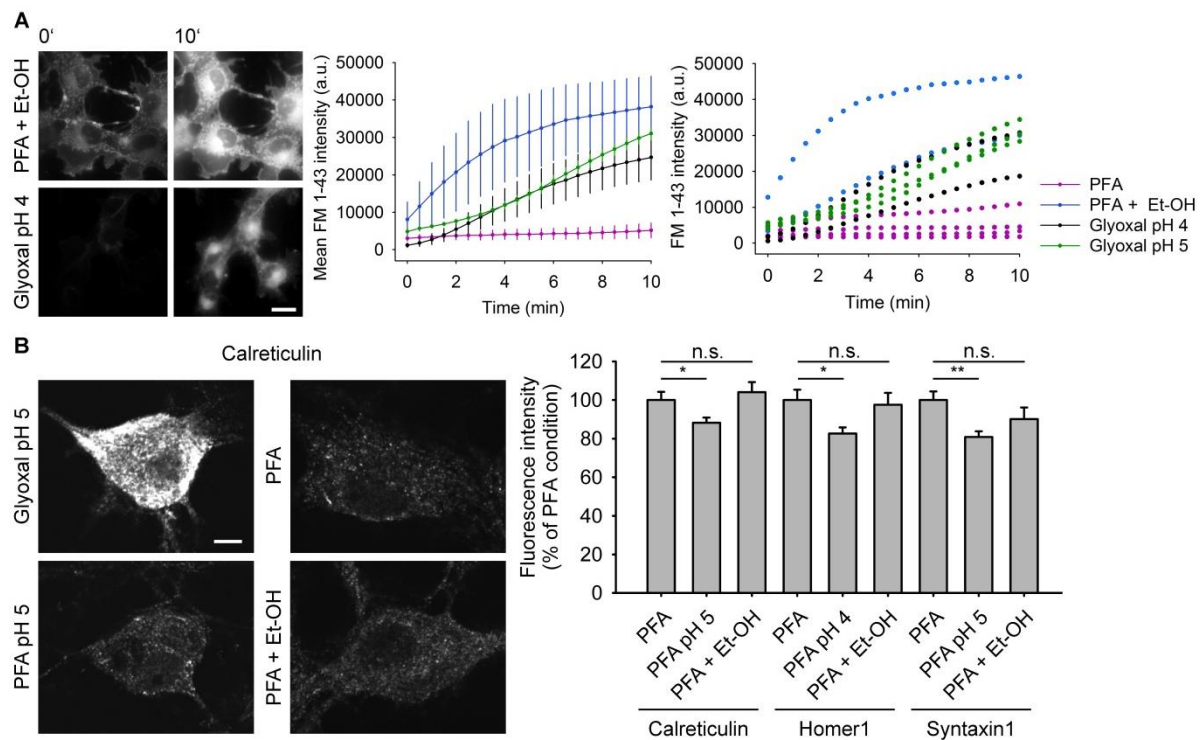 A
0‘ 10‘
PFA + Et-OH
Glyoxal pH 4
Mean FM 1-43 intensity (a.u.)
50000
40000
30000
20000
10000
0
0 2 4 6 8 10
Time (min)
FM 1-43 intensity (a.u.)
50000
40000
30000
20000
10000
0
0 2 4 6 8 10
Time (min)
PFA
PFA + Et-OH
Glyoxal pH 4
Glyoxal pH 5
B
Calreticulin
Glyoxal pH 5
PFA
PFA pH 5
PFA + Et-OH
Fluorescence intensity
(% of PFA condition)
120
100
80
60
40
20
0
n.s. n.s. n.s.
* * **
PFA
PFA pH 5
PFA + Et-OH
PFA
PFA pH 4
PFA + Et-OH
PFA
PFA pH 5
PFA + Et-OH
Calreticulin Homer1 Syntaxin1